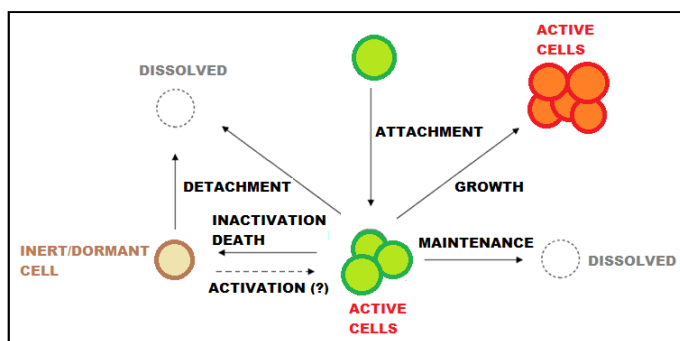 ACTIVE
CELLS
DISSOLVED
ATTACHMENT
DETACHMENT
GROWTH
INACTIVATION
DEATH
MAINTENANCE
INERT/DORMANT
CELL
DISSOLVED
ACTIVATION (?)
ACTIVE
CELLS